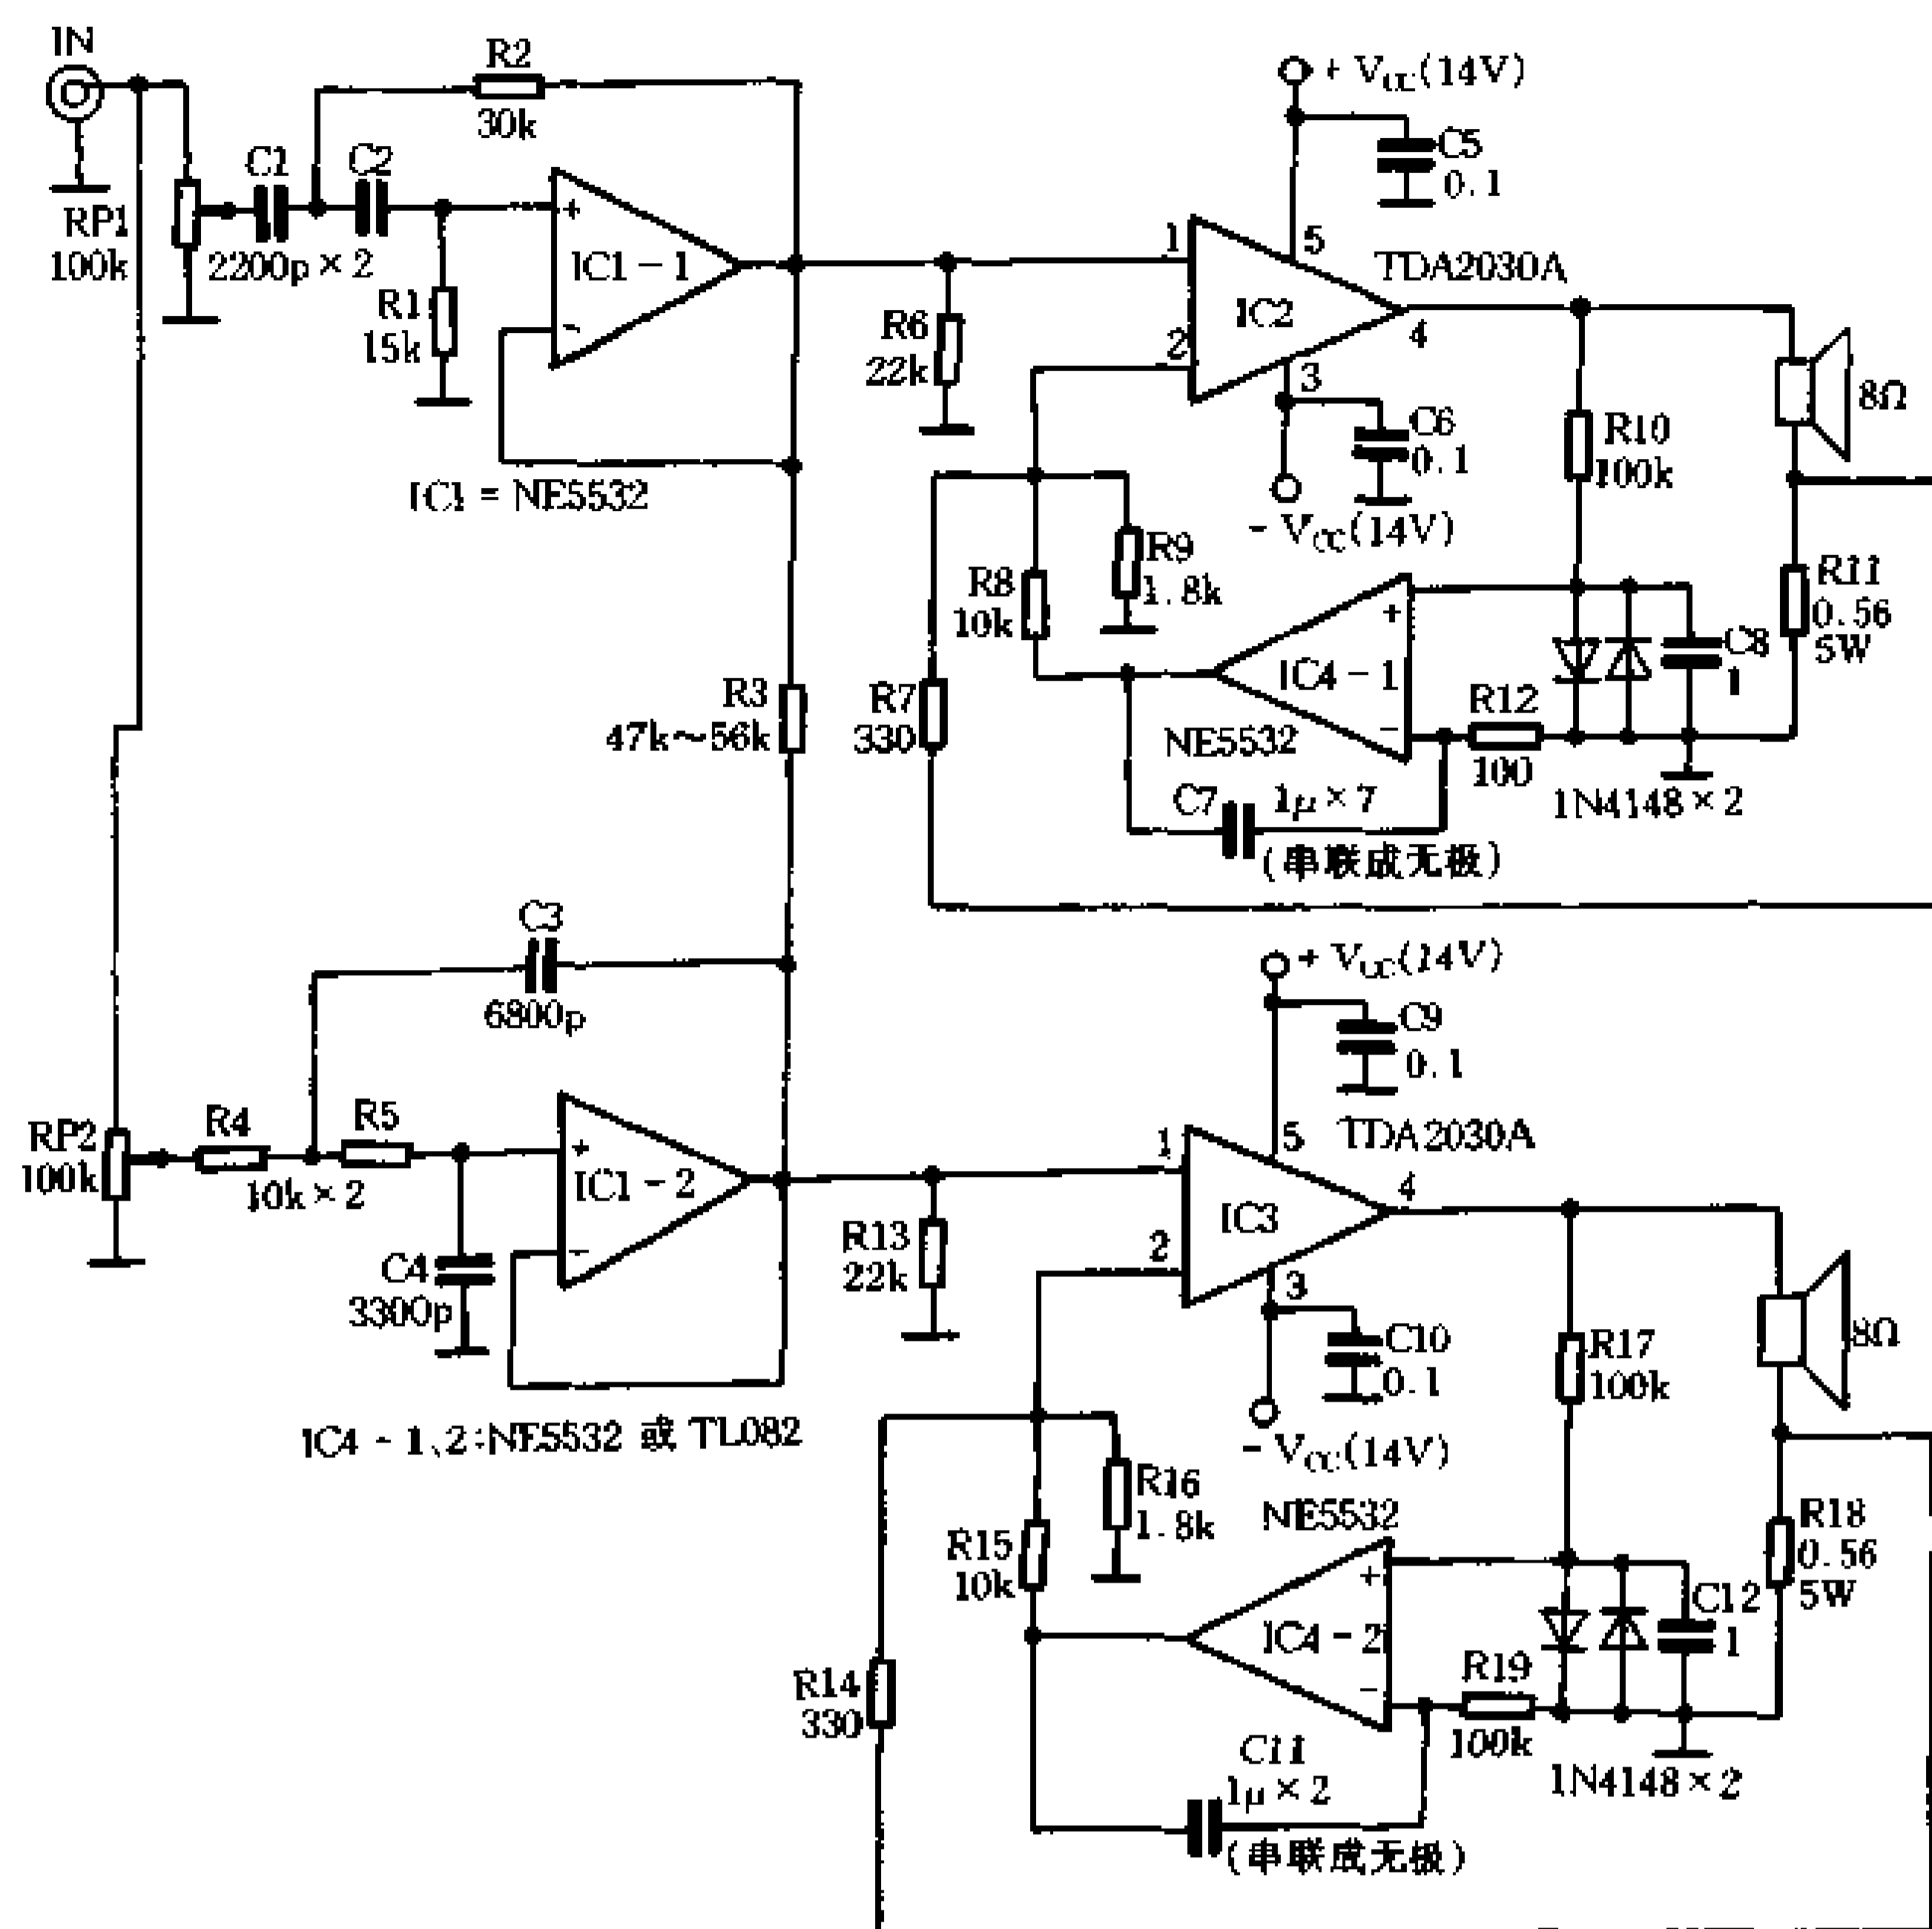 IN
R2
30k
+ VCC(14V)
C5
0.1
C1
C2
RP1
100k
2200p × 2
+
IC1 - 1
-
R1
15k
1
5
TDA2030A
R6
22k
IC2
2
4
3
8Ω
C6
0.1
R10
100k
IC1 = NE5532
- VCC(14V)
R9
1.8k
R8
10k
R11
0.56
5W
+
IC4 - 1
-
C8
1
R3
47k～56k
R7
330
NE5532
R12
100
1N4148 × 2
C7
1μ × 7
(串联成无极)
C3
6800p
+ VCC(14V)
C9
0.1
RP2
100k
R4
R5
10k × 2
+
IC1 - 2
-
1
5
TDA2030A
R13
22k
IC3
4
2
3
C4
3300p
8Ω
C10
0.1
R17
100k
IC4 - 1、2:NE5532 或 TL082
- VCC(14V)
R16
1.8k
NE5532
R15
10k
R18
0.56
5W
+
IC4 - 2
-
C12
1
R14
330
R19
100k
1N4148 × 2
C11
1μ × 2
(串联成无极)